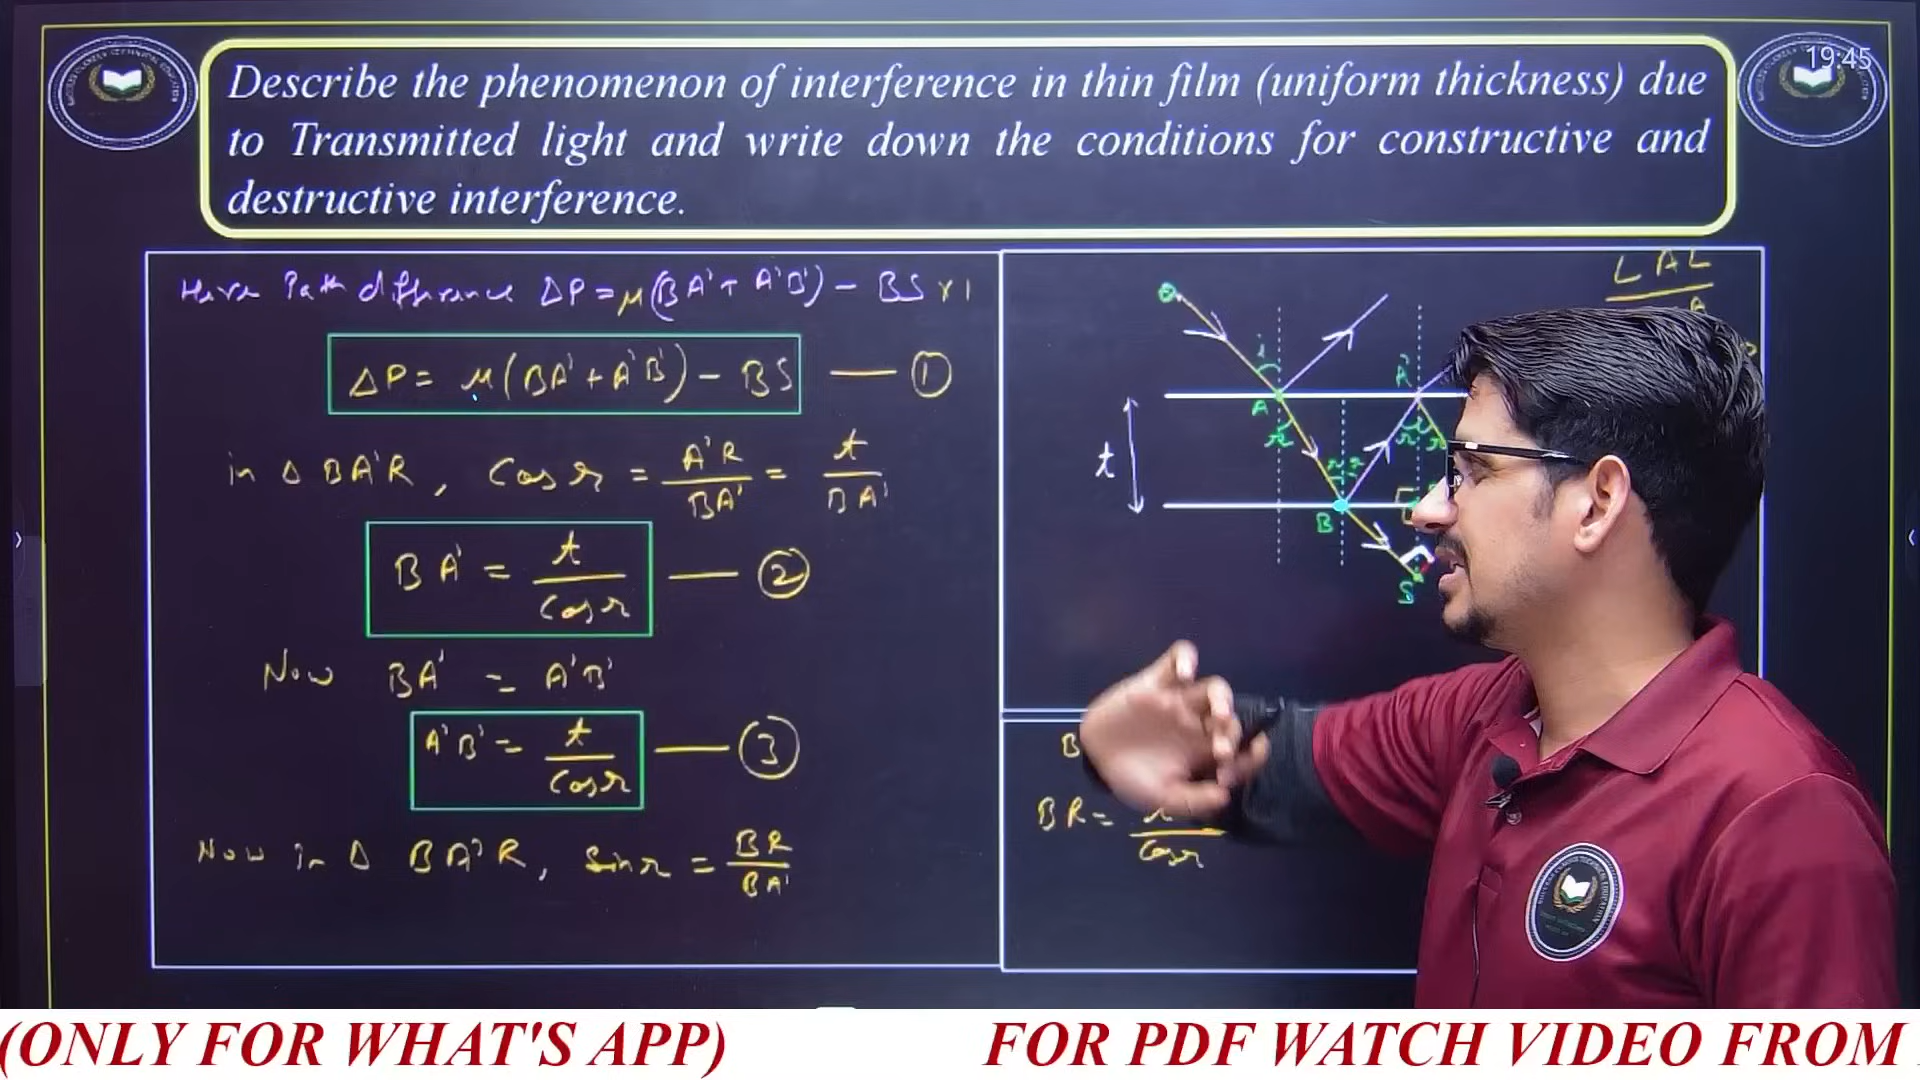 19:45
Describe the phenomenon of interference in thin film (uniform thickness) due
to Transmitted light and write down the conditions for constructive and
destructive interference.
Here Path difference ΔP = μ(BA' + A'B') - BS × 1
ΔP = μ(BA' + A'B') - BS — ①
in Δ BA'R, Cos r = A'R / BA' = t / BA'
BA' = t / Cos r — ②
Now BA' = A'B'
A'B' = t / Cos r — ③
Now in Δ BA'R, Sin r = BR / BA'
i
A
A'
r
t
B
S
BR =
Cos r
(ONLY FOR WHAT'S APP) FOR PDF WATCH VIDEO FROM